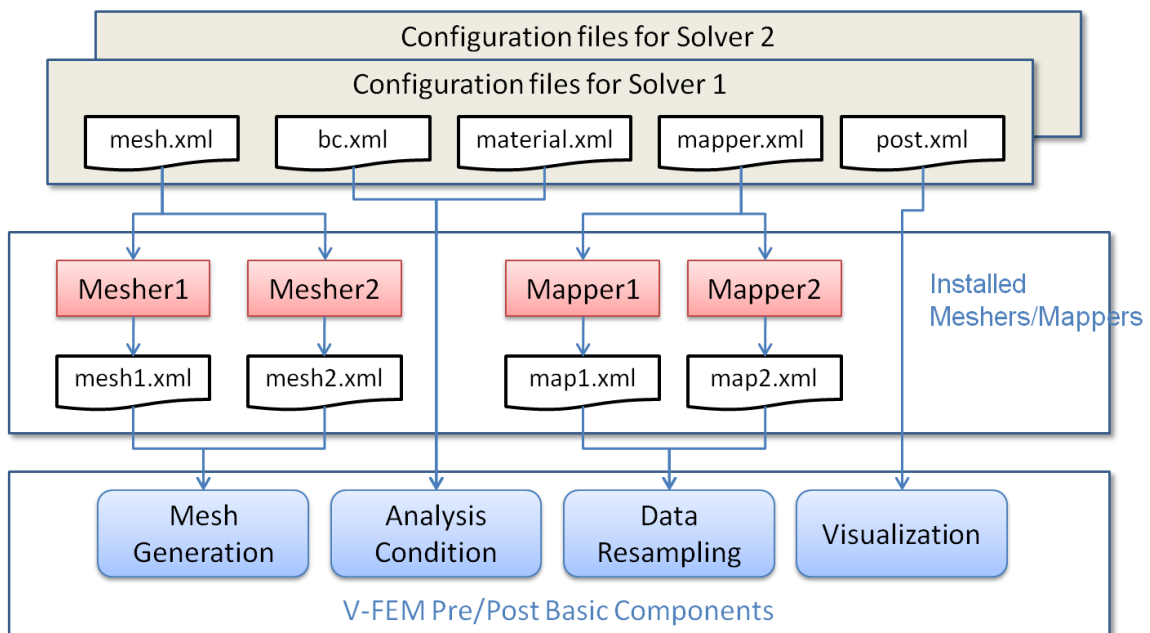 Configuration files for Solver 2
Configuration files for Solver 1
mesh.xml
bc.xml
material.xml
mapper.xml
post.xml
Mesher1
Mesher2
Mapper1
Mapper2
Installed
Meshers/Mappers
mesh1.xml
mesh2.xml
map1.xml
map2.xml
Mesh
Generation
Analysis
Condition
Data
Resampling
Visualization
V-FEM Pre/Post Basic Components